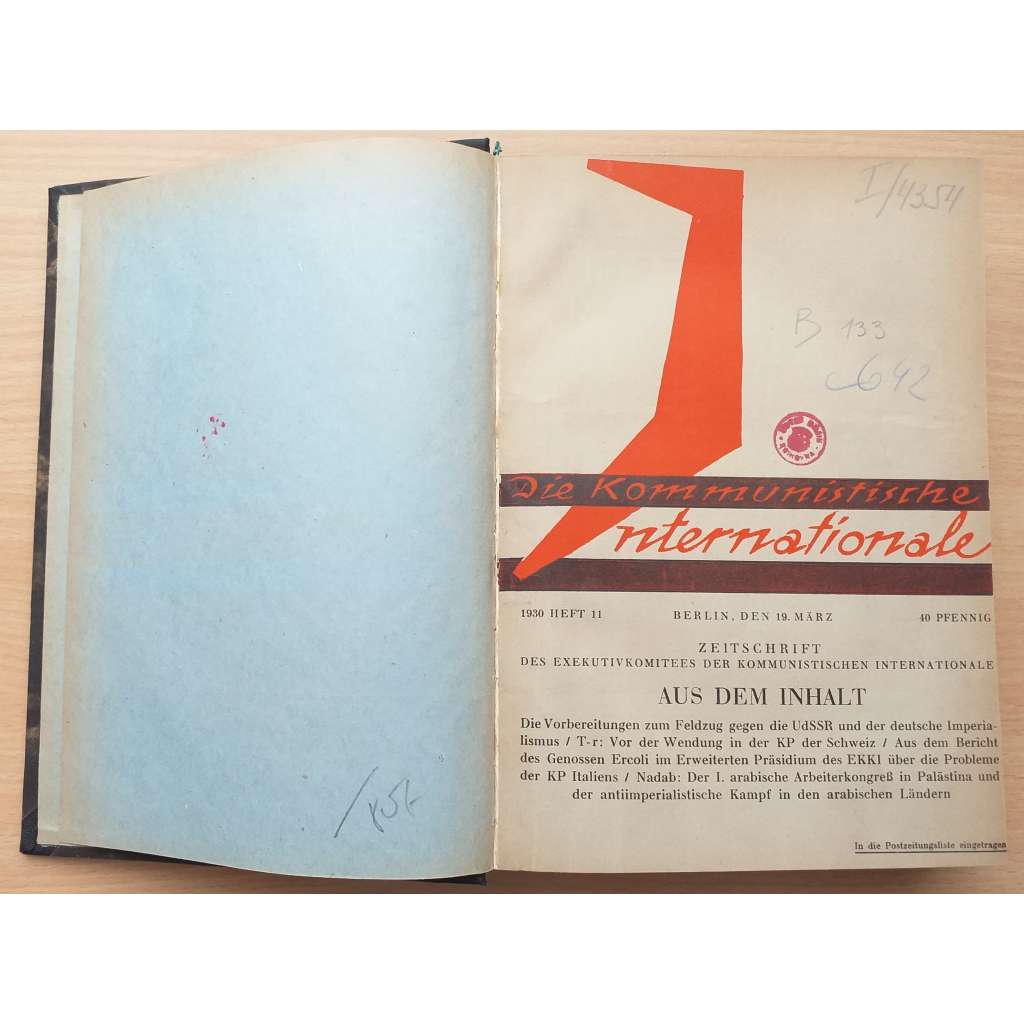 I/4354
B 133
642
Die Kommunistische
Internationale
1930 HEFT 11 BERLIN, DEN 19. MÄRZ 40 PFENNIG
ZEITSCHRIFT
DES EXEKUTIVKOMITEES DER KOMMUNISTISCHEN INTERNATIONALE
AUS DEM INHALT
Die Vorbereitungen zum Feldzug gegen die UdSSR und der deutsche Imperia-
lismus / T-r: Vor der Wendung in der KP der Schweiz / Aus dem Bericht
des Genossen Ercoli im Erweiterten Präsidium des EKKI über die Probleme
der KP Italiens / Nadab: Der I. arabische Arbeiterkongreß in Palästina und
der antiimperialistische Kampf in den arabischen Ländern
In die Postzeitungsliste eingetragen